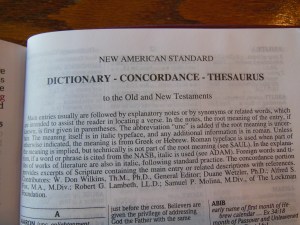 NEW AMERICAN STANDARD
DICTIONARY - CONCORDANCE - THESAURUS
to the Old and New Testaments
Main entries usually are followed by explanatory notes or by synonyms or related words, which
are intended to assist the reader in locating a verse. In the notes, the root meaning of the entry, if
is first given in parentheses. The abbreviation "unc" is added if the root meaning is uncer-
The meaning itself is in italic typeface, and any additional information is in roman. Unless
otherwise indicated, the meaning is from Greek or Hebrew. Roman typeface is used when part of
meaning is implied, but technically is not part of the root meaning (see SAUL). In the explana-
if a word or phrase is cited from the NASB, italic is used (see ADAM). Foreign words and ti-
of works of literature are also in italic, following standard practice. The concordance portion
provides excerpts of Scripture containing the main entry or related descriptives with references.
Contributors: W. Don Wilkins, Th.M., Ph.D., General Editor; Duane Wetzler, Ph.D.; Alfred S.
M.A., M.Div.; Robert G. Lambeth, LL.D.; Samuel P. Molina, M.Div., of The Lockman
Foundation.
A
just before the cross. Believers are
given the privilege of addressing
God the Father with the same
ABIB
early name of first month of the
Hebrew calendar
month of Passover and Unleavened